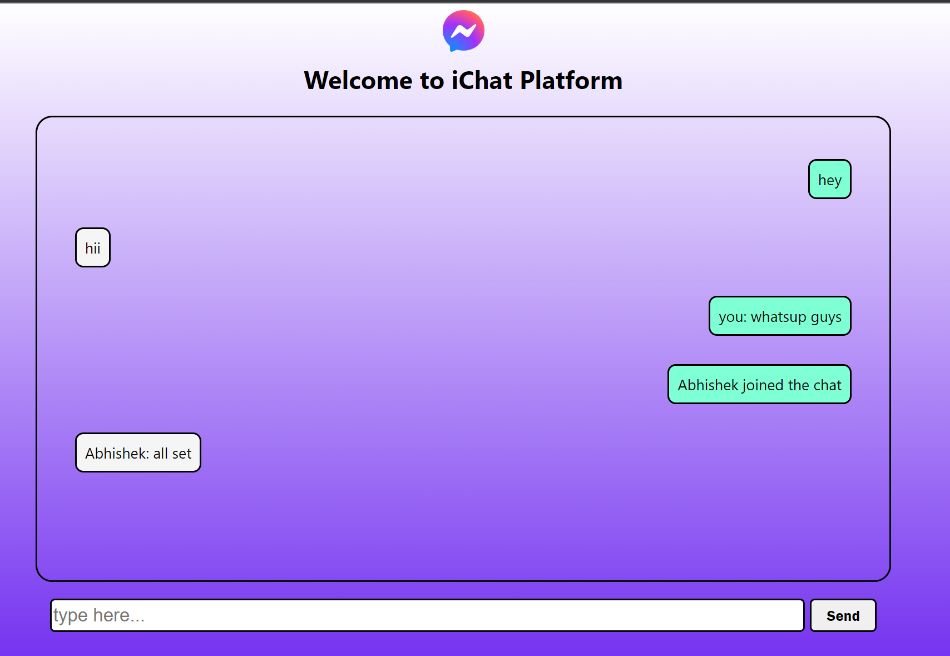 Welcome to iChat Platform
hey
hii
you: whatsup guys
Abhishek joined the chat
Abhishek: all set
type here...
Send